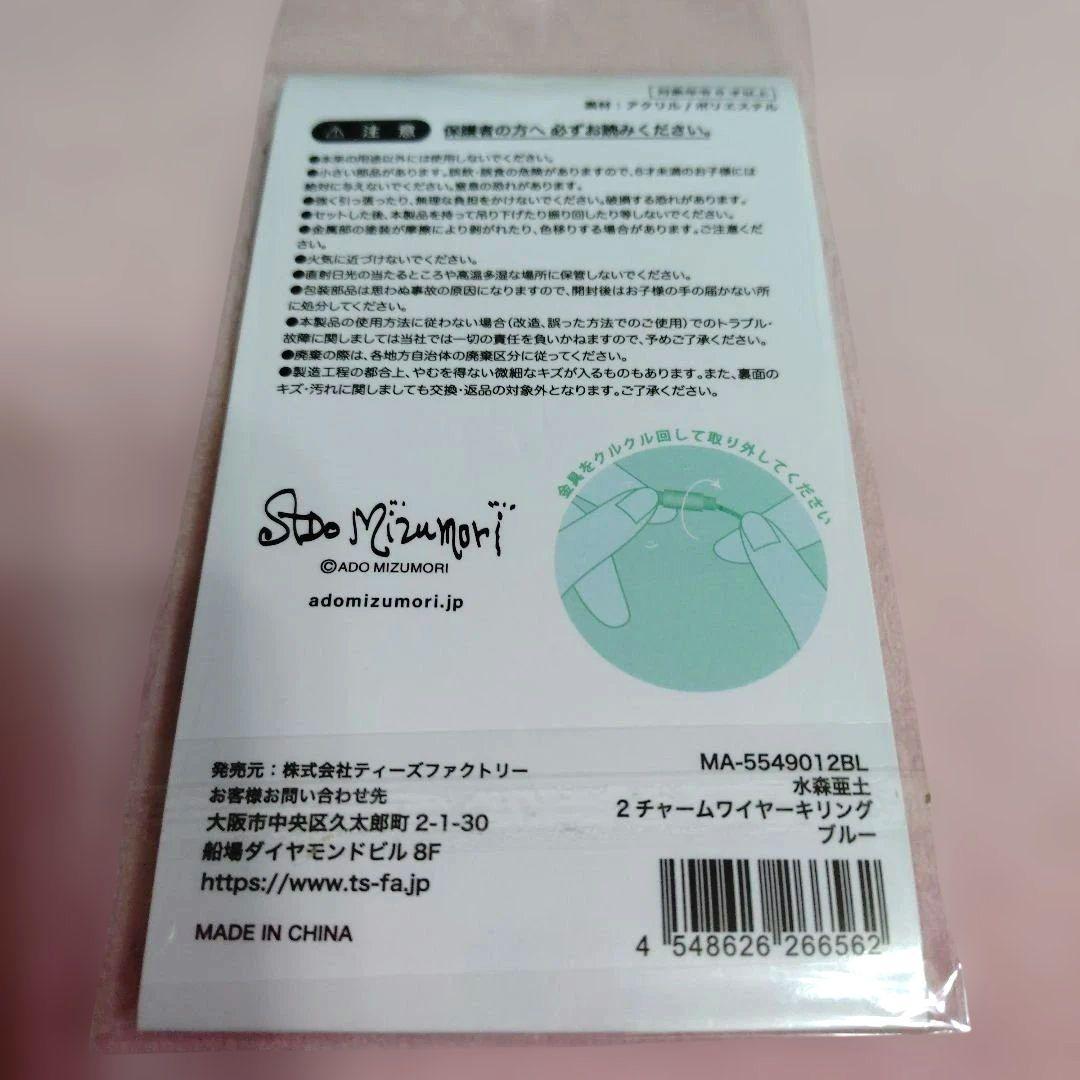 対象年令6才以上
素材：アクリル/ポリエステル
注意 保護者の方へ 必ずお読みください。
●本来の用途以外には使用しないでください。
●小さい部品があります。誤飲・誤食の危険がありますので、6才未満のお子様には
絶対に与えないでください。窒息の恐れがあります。
●強く引っ張ったり、無理な負担をかけないでください。破損する恐れがあります。
●セットした後、本製品を持って吊り下げたり振り回したり等しないでください。
●金属部の塗装が摩擦により剥がれたり、色移りする場合があります。ご注意くだ
さい。
●火気に近づけないでください。
●直射日光の当たるところや高温多湿な場所に保管しないでください。
●包装部品は思わぬ事故の原因になりますので、開封後はお子様の手の届かない所
に処分してください。
●本製品の使用方法に従わない場合(改造、誤った方法でのご使用)でのトラブル・
故障に関しましては当社では一切の責任を負いかねますので、予めご了承ください。
●廃棄の際は、各地方自治体の廃棄区分に従ってください。
●製造工程の都合上、やむを得ない微細なキズが入るものもあります。また、裏面の
キズ・汚れに関しましても交換・返品の対象外となります。ご了承ください。
金具をクルクル回して取り外してください
ADO MIZUMORI
©ADO MIZUMORI
adomizumori.jp
発売元：株式会社ティーズファクトリー
お客様お問い合わせ先
大阪市中央区久太郎町 2-1-30
船場ダイヤモンドビル 8F
https://www.ts-fa.jp
MADE IN CHINA
MA-5549012BL
水森亜土
2チャームワイヤーキリング
ブルー
4 548626 266562